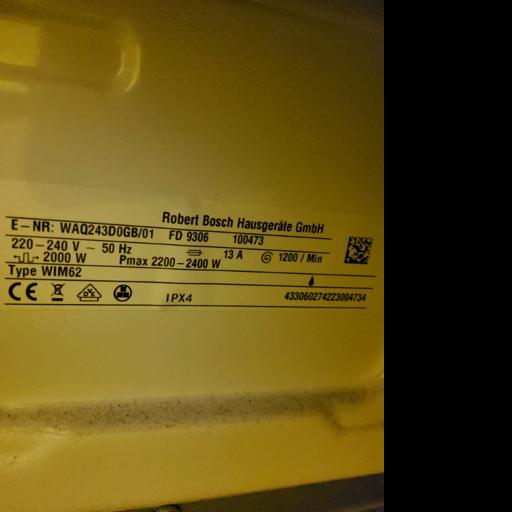 Robert Bosch Hausgeräte GmbH
E-NR: WAQ243D0GB/01 FD 9306 100473
220-240 V ~ 50 Hz 13 A 1200 / Min
2000 W Pmax 2200-2400 W
Type WIM62
CE IPX4 433060274223004734